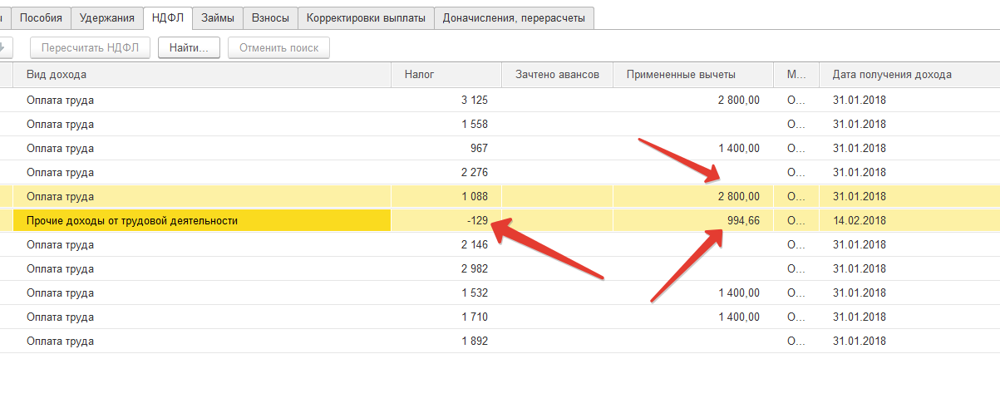 Пособия Удержания НДФЛ Займы Взносы Корректировки выплаты Доначисления, перерасчеты
Пересчитать НДФЛ Найти... Отменить поиск
Вид дохода Налог Зачтено авансов Примененные вычеты М... Дата получения дохода
Оплата труда 3 125 2 800,00 О... 31.01.2018
Оплата труда 1 558 О... 31.01.2018
Оплата труда 967 1 400,00 О... 31.01.2018
Оплата труда 2 276 О... 31.01.2018
Оплата труда 1 088 2 800,00 О... 31.01.2018
Прочие доходы от трудовой деятельности -129 994,66 О... 14.02.2018
Оплата труда 2 146 О... 31.01.2018
Оплата труда 2 982 О... 31.01.2018
Оплата труда 1 532 1 400,00 О... 31.01.2018
Оплата труда 1 710 1 400,00 О... 31.01.2018
Оплата труда 1 892 О... 31.01.2018